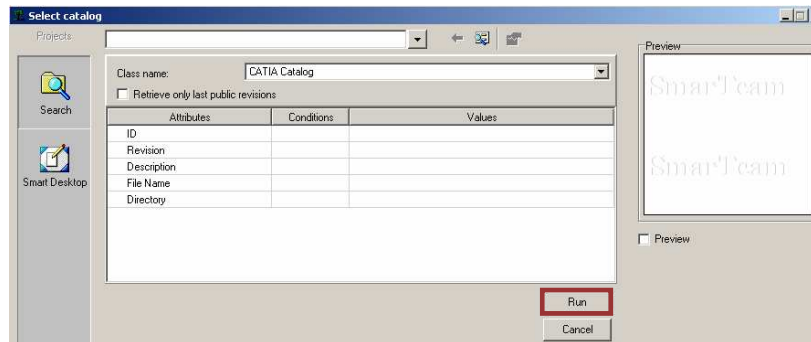 Select catalog
Projects
Preview
Class name: CATIA Catalog
Retrieve only last public revisions
SmarTeam
Search
Attributes Conditions Values
ID
Revision
Description
SmarTeam
Smart Desktop
File Name
Directory
Preview
Run
Cancel